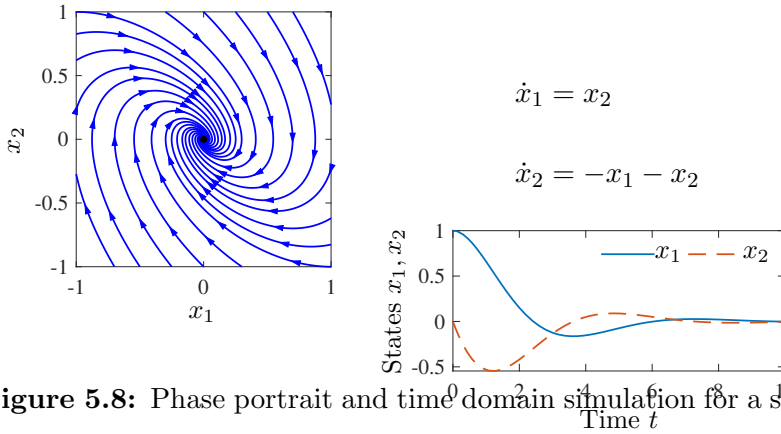 1
0.5
0
-0.5
-1
x₂
-1 0 1
x₁
ẋ₁ = x₂
ẋ₂ = −x₁ − x₂
1
0.5
0
-0.5
States x₁, x₂
x₁ x₂
0 2 4 6 8
Time t
igure 5.8: Phase portrait and time domain simulation for a s